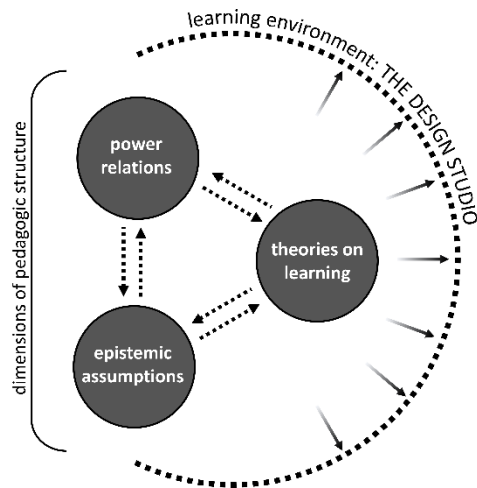 learning environment: THE DESIGN STUDIO
dimensions of pedagogic structure
power
relations
theories on
learning
epistemic
assumptions